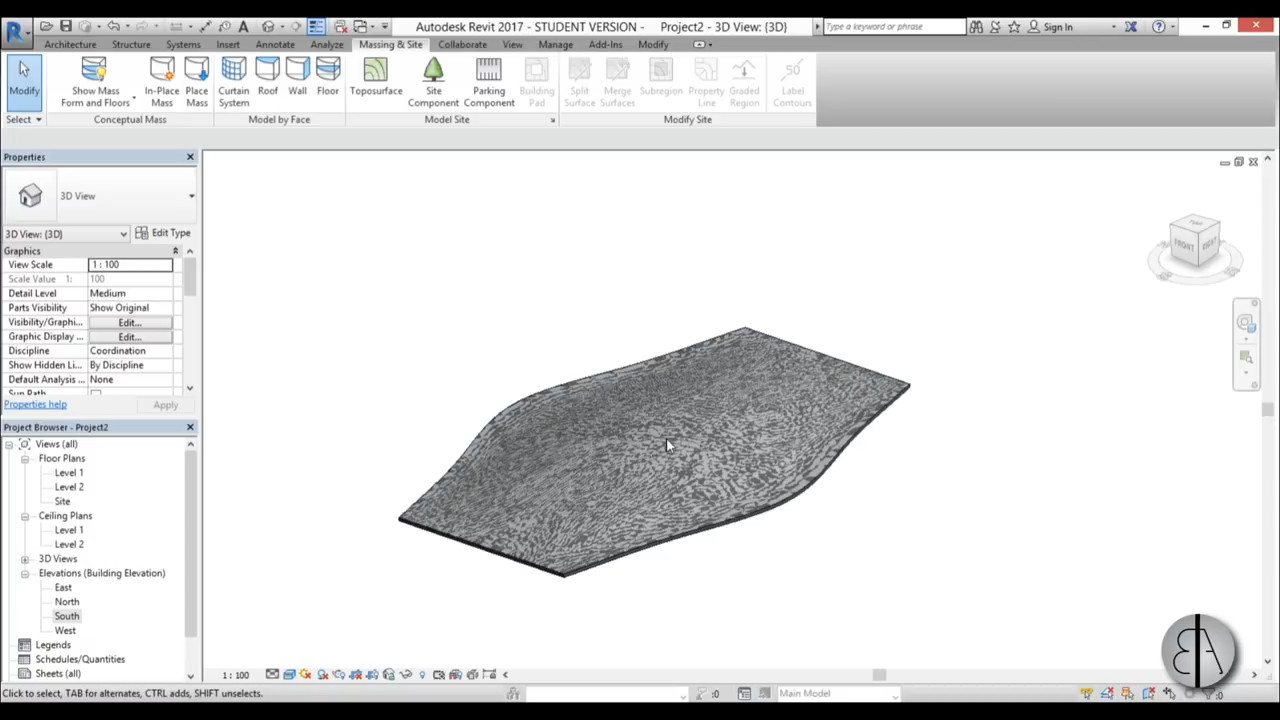 Autodesk Revit 2017 - STUDENT VERSION - Project2 - 3D View: {3D}
Type a keyword or phrase
Sign In
Architecture Structure Systems Insert Annotate Analyze Massing & Site Collaborate View Manage Add-Ins Modify
Modify
Show Mass Form and Floors
In-Place Mass
Place Mass
Curtain System
Roof
Wall
Floor
Toposurface
Site Component
Parking Component
Building Pad
Split Surface
Merge Surfaces
Subregion
Property Line
Graded Region
Label Contours
50
Select
Conceptual Mass
Model by Face
Model Site
Modify Site
Properties
3D View
3D View: {3D}
Edit Type
Graphics
View Scale 1 : 100
Scale Value 1: 100
Detail Level Medium
Parts Visibility Show Original
Visibility/Graphi... Edit...
Graphic Display ... Edit...
Discipline Coordination
Show Hidden Li... By Discipline
Default Analysis ... None
Sun Path
Properties help
Apply
FRONT
RIGHT
Project Browser - Project2
Views (all)
Floor Plans
Level 1
Level 2
Site
Ceiling Plans
Level 1
Level 2
3D Views
Elevations (Building Elevation)
East
North
South
West
Legends
Schedules/Quantities
Sheets (all)
1 : 100
Click to select, TAB for alternates, CTRL adds, SHIFT unselects.
:0
Main Model
:0